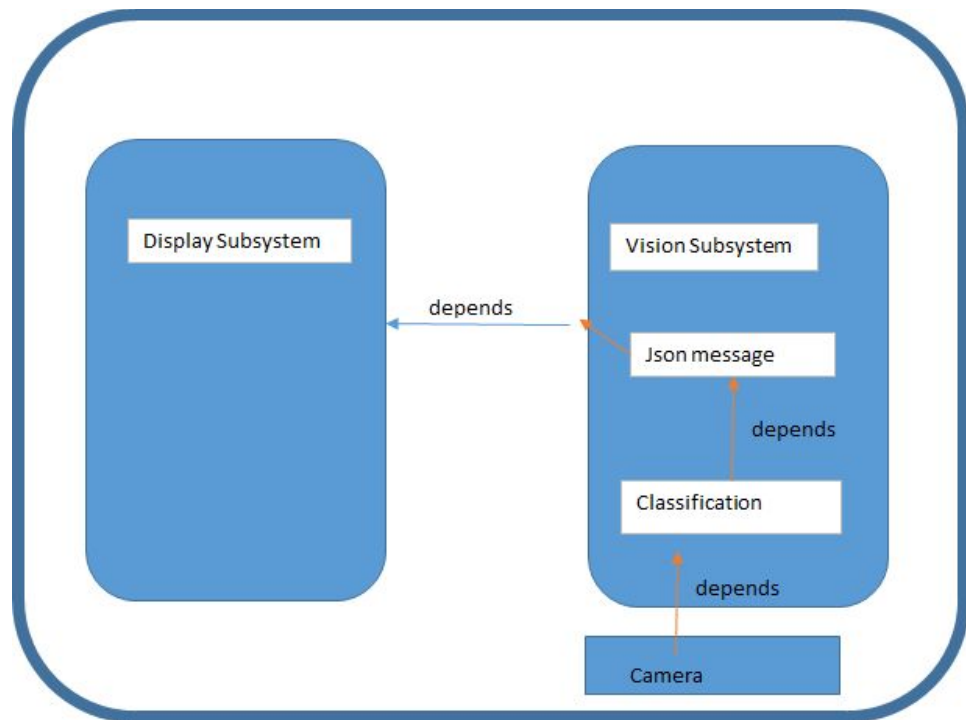 Display Subsystem
Vision Subsystem
depends
Json message
depends
Classification
depends
Camera